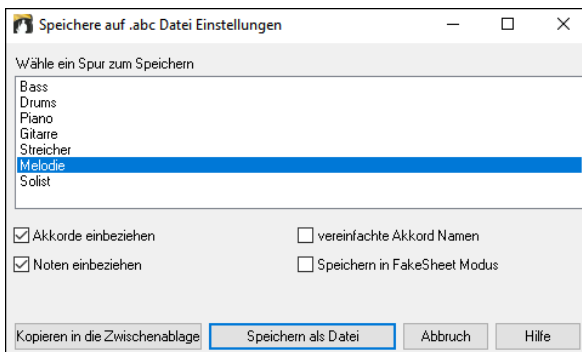 Speichere auf .abc Datei Einstellungen
Wähle ein Spur zum Speichern
Bass
Drums
Piano
Gitarre
Streicher
Melodie
Solist
Akkorde einbeziehen
vereinfachte Akkord Namen
Noten einbeziehen
Speichern in FakeSheet Modus
Kopieren in die Zwischenablage
Speichern als Datei
Abbruch
Hilfe